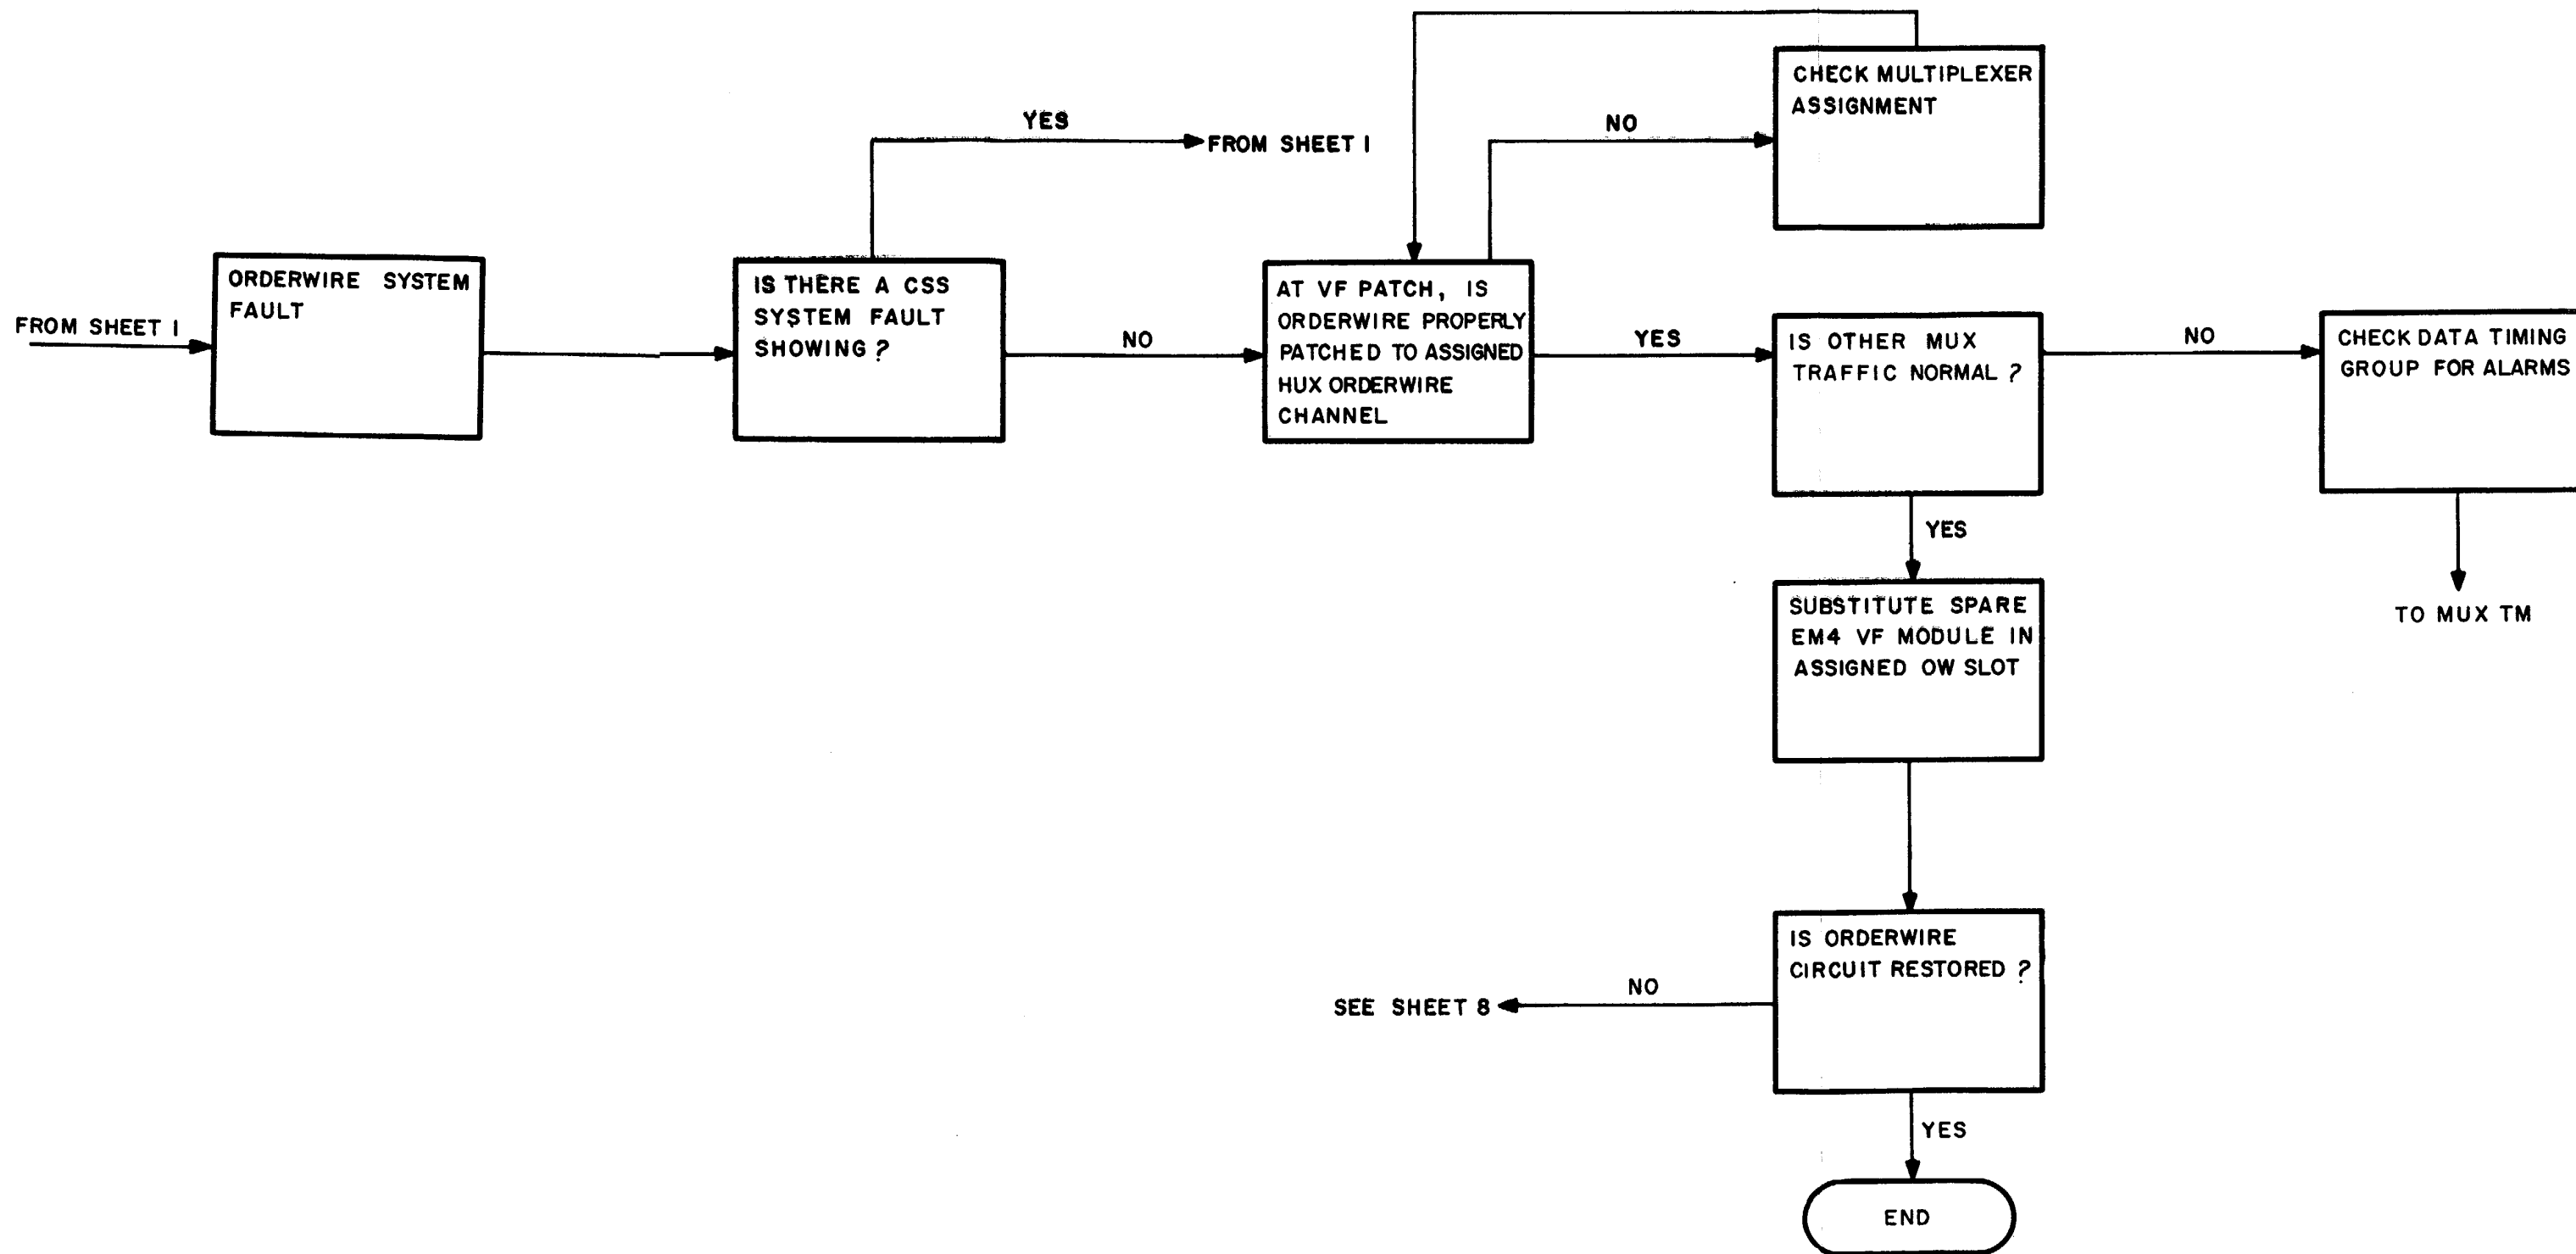 CHECK MULTIPLEXER
ASSIGNMENT
YES
FROM SHEET 1
NO
ORDERWIRE SYSTEM
FAULT
FROM SHEET 1
IS THERE A CSS
SYSTEM FAULT
SHOWING ?
NO
AT VF PATCH, IS
ORDERWIRE PROPERLY
PATCHED TO ASSIGNED
HUX ORDERWIRE
CHANNEL
YES
IS OTHER MUX
TRAFFIC NORMAL ?
NO
CHECK DATA TIMING
GROUP FOR ALARMS
YES
TO MUX TM
SUBSTITUTE SPARE
EM4 VF MODULE IN
ASSIGNED OW SLOT
IS ORDERWIRE
CIRCUIT RESTORED ?
NO
SEE SHEET 8
YES
END